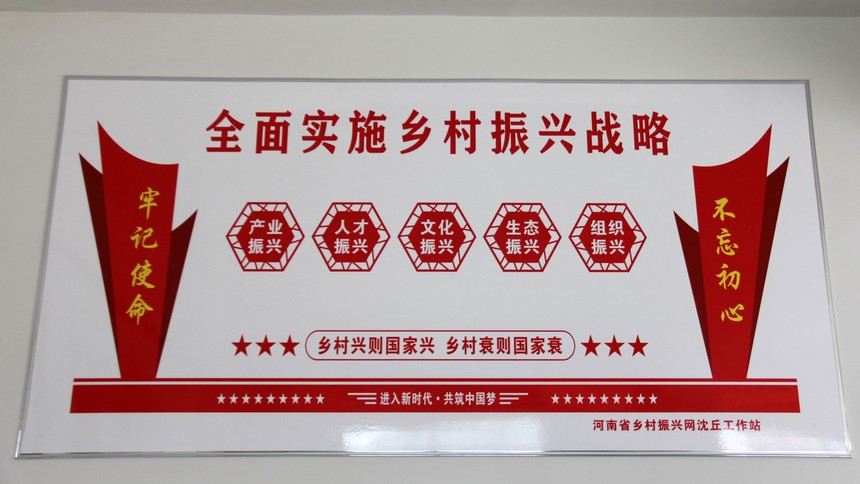 全面实施乡村振兴战略
牢记使命
不忘初心
产业
振兴
人才
振兴
文化
振兴
生态
振兴
组织
振兴
乡村兴则国家兴 乡村衰则国家衰
进入新时代·共筑中国梦
河南省乡村振兴网沈丘工作站